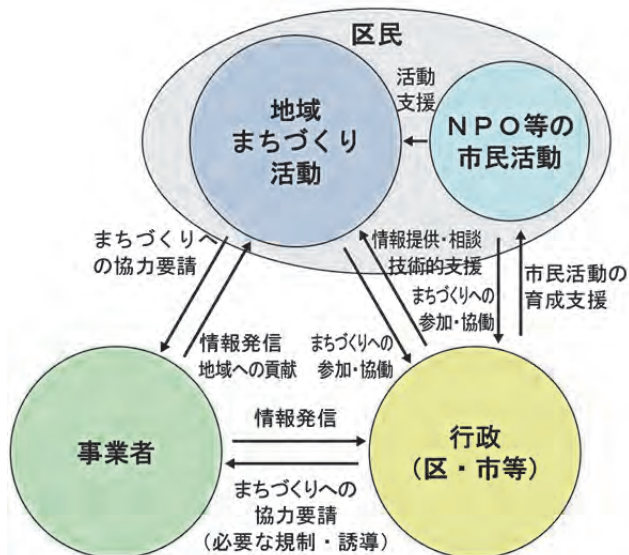 区民
地域
まちづくり
活動
活動
支援
NPO等の
市民活動
まちづくりへ
の協力要請
情報発信
地域への貢献
まちづくりへの
参加・協働
情報提供・相談
技術的支援
まちづくりへの
参加・協働
市民活動の
育成支援
事業者
情報発信
まちづくりへの
協力要請
(必要な規制・誘導)
行政
(区・市等)